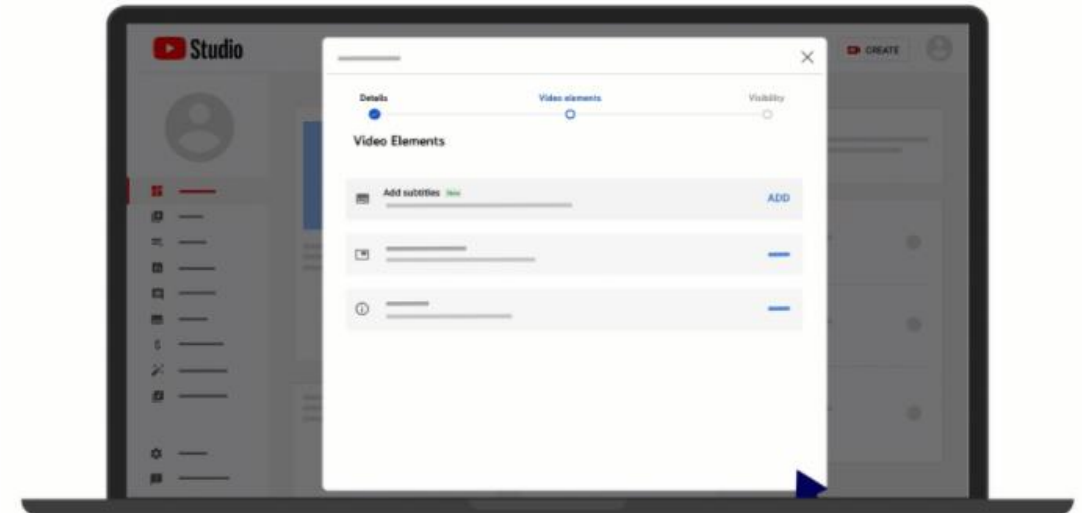 Studio
CREATE
Details
Video elements
Visibility
Video Elements
Add subtitles New
ADD